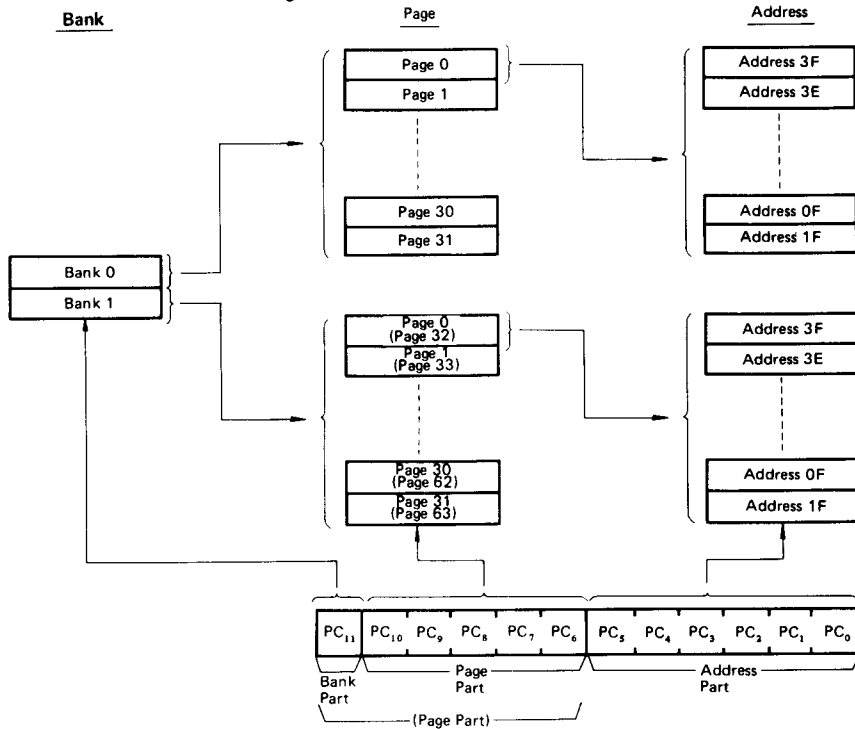 Bank
Page
Address
Page 0
Page 1
Page 30
Page 31
Address 3F
Address 3E
Address 0F
Address 1F
Bank 0
Bank 1
Page 0
(Page 32)
Page 1
(Page 33)
Page 30
(Page 62)
Page 31
(Page 63)
Address 3F
Address 3E
Address 0F
Address 1F
PC₁₁ PC₁₀ PC₉ PC₈ PC₇ PC₆ PC₅ PC₄ PC₃ PC₂ PC₁ PC₀
Bank
Part
Page
Part
Address
Part
(Page Part)